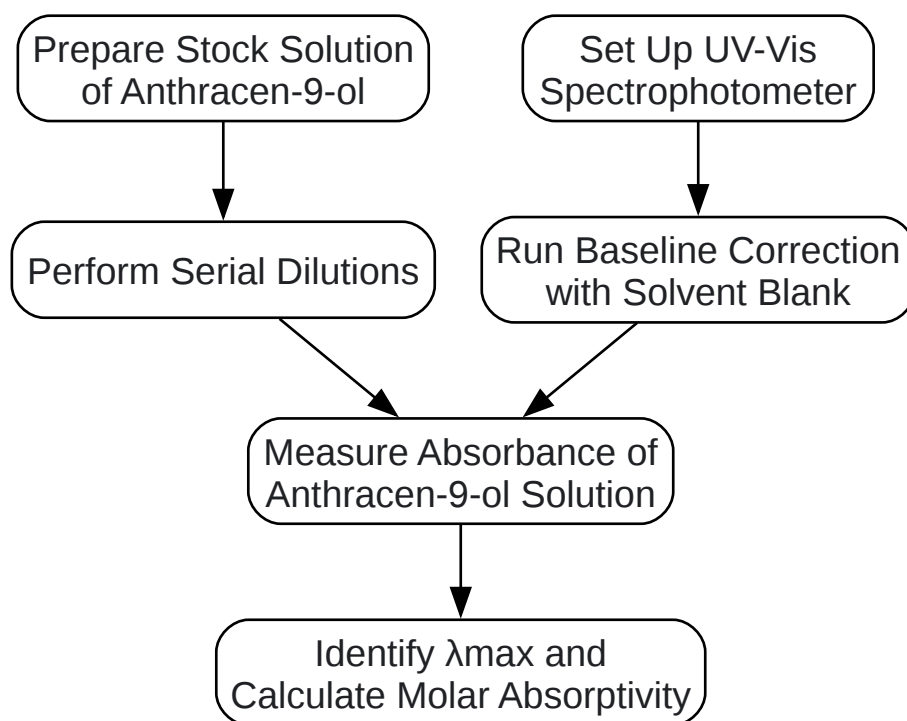 Prepare Stock Solution
of Anthracen-9-ol
Set Up UV-Vis
Spectrophotometer
Perform Serial Dilutions
Run Baseline Correction
with Solvent Blank
Measure Absorbance of
Anthracen-9-ol Solution
Identify λmax and
Calculate Molar Absorptivity